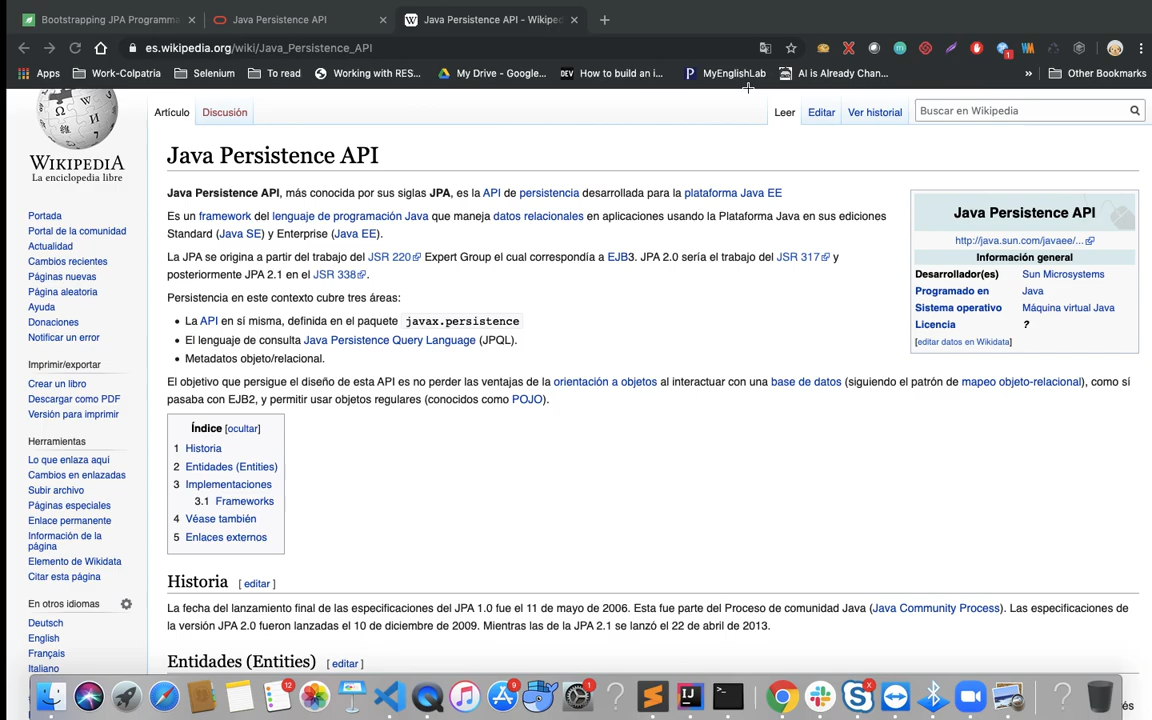 Bootstrapping JPA Programma
Java Persistence API
Java Persistence API - Wikiped
es.wikipedia.org/wiki/Java_Persistence_API
Apps
Work-Colpatria
Selenium
To read
Working with RES...
My Drive - Google...
DEV How to build an i...
MyEnglishLab
AI is Already Chan...
»
Other Bookmarks
WIKIPEDIA
La enciclopedia libre
Artículo
Discusión
Leer
Editar
Ver historial
Buscar en Wikipedia
Java Persistence API
Java Persistence API, más conocida por sus siglas JPA, es la API de persistencia desarrollada para la plataforma Java EE
Es un framework del lenguaje de programación Java que maneja datos relacionales en aplicaciones usando la Plataforma Java en sus ediciones
Standard (Java SE) y Enterprise (Java EE).
La JPA se origina a partir del trabajo del JSR 220 Expert Group el cual correspondía a EJB3. JPA 2.0 sería el trabajo del JSR 317 y
posteriormente JPA 2.1 en el JSR 338.
Persistencia en este contexto cubre tres áreas:
• La API en sí misma, definida en el paquete javax.persistence
• El lenguaje de consulta Java Persistence Query Language (JPQL).
• Metadatos objeto/relacional.
El objetivo que persigue el diseño de esta API es no perder las ventajas de la orientación a objetos al interactuar con una base de datos (siguiendo el patrón de mapeo objeto-relacional), como sí
pasaba con EJB2, y permitir usar objetos regulares (conocidos como POJO).
Java Persistence API
http://java.sun.com/javaee/...
Información general
Desarrollador(es) Sun Microsystems
Programado en Java
Sistema operativo Máquina virtual Java
Licencia ?
[editar datos en Wikidata]
Índice [ocultar]
1 Historia
2 Entidades (Entities)
3 Implementaciones
3.1 Frameworks
4 Véase también
5 Enlaces externos
Historia [ editar ]
La fecha del lanzamiento final de las especificaciones del JPA 1.0 fue el 11 de mayo de 2006. Esta fue parte del Proceso de comunidad Java (Java Community Process). Las especificaciones de
la versión JPA 2.0 fueron lanzadas el 10 de diciembre de 2009. Mientras las de la JPA 2.1 se lanzó el 22 de abril de 2013.
Entidades (Entities) [ editar ]
Portada
Portal de la comunidad
Actualidad
Cambios recientes
Páginas nuevas
Página aleatoria
Ayuda
Donaciones
Notificar un error
Imprimir/exportar
Crear un libro
Descargar como PDF
Versión para imprimir
Herramientas
Lo que enlaza aquí
Cambios en enlazadas
Subir archivo
Páginas especiales
Enlace permanente
Información de la
página
Elemento de Wikidata
Citar esta página
En otros idiomas
Deutsch
English
Français
Italiano
12
9
1
és